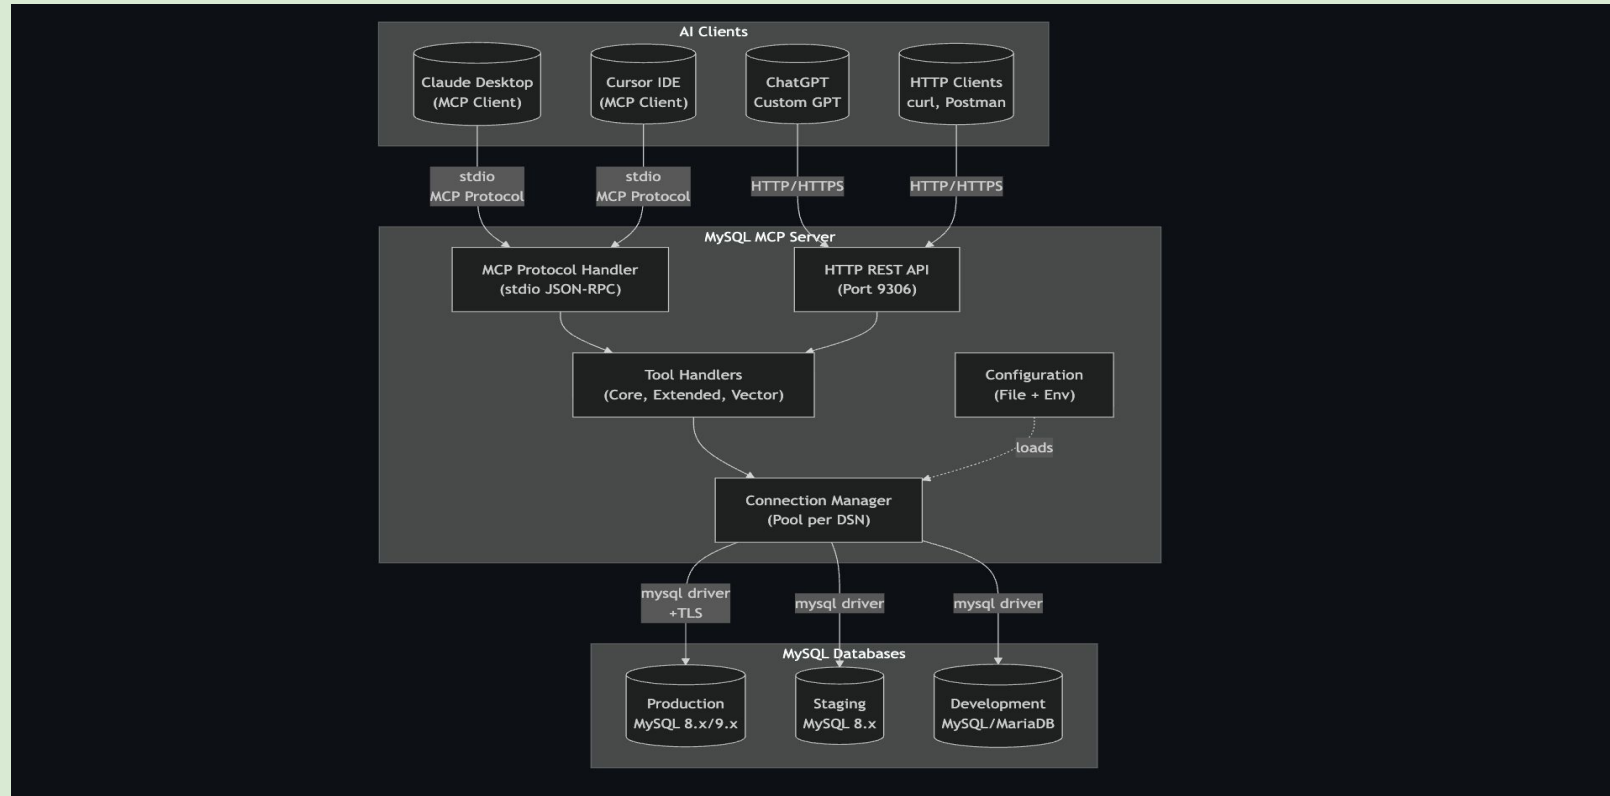 AI Clients
Claude Desktop
(MCP Client)
Cursor IDE
(MCP Client)
ChatGPT
Custom GPT
HTTP Clients
curl, Postman
stdio
MCP Protocol
stdio
MCP Protocol
HTTP/HTTPS
HTTP/HTTPS
MySQL MCP Server
MCP Protocol Handler
(stdio JSON-RPC)
HTTP REST API
(Port 9306)
Tool Handlers
(Core, Extended, Vector)
Configuration
(File + Env)
loads
Connection Manager
(Pool per DSN)
mysql driver
+TLS
mysql driver
mysql driver
MySQL Databases
Production
MySQL 8.x/9.x
Staging
MySQL 8.x
Development
MySQL/MariaDB